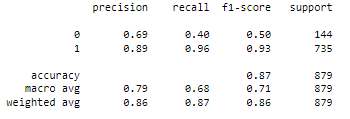 precision recall f1-score support
0 0.69 0.40 0.50 144
1 0.89 0.96 0.93 735
accuracy 0.87 879
macro avg 0.79 0.68 0.71 879
weighted avg 0.86 0.87 0.86 879